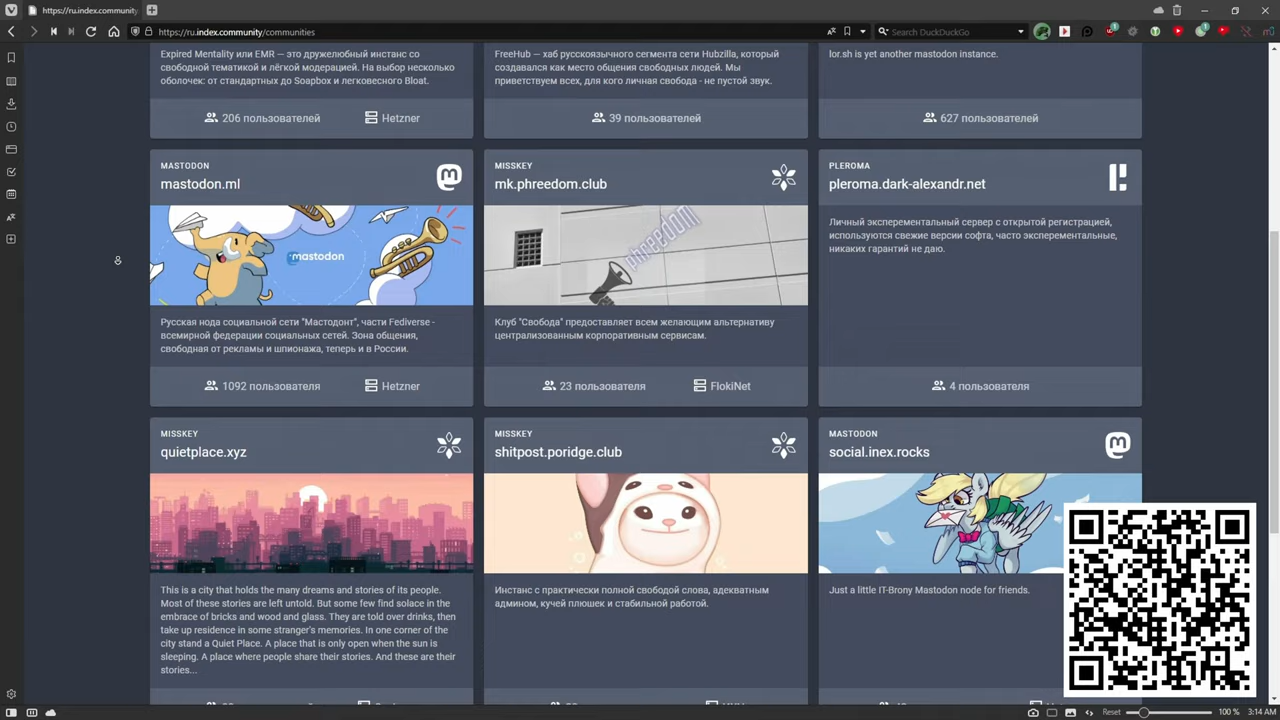 https://ru.index.community
https://ru.index.community/communities
Search DuckDuckGo
Expired Mentality или EMR — это дружелюбный инстанс со
свободной тематикой и лёгкой модерацией. На выбор несколько
оболочек: от стандартных до Soapbox и легковесного Bloat.
206 пользователей
Hetzner
FreeHub — хаб русскоязычного сегмента сети Hubzilla, который
создавался как место общения свободных людей. Мы
приветствуем всех, для кого личная свобода - не пустой звук.
39 пользователей
lor.sh is yet another mastodon instance.
627 пользователей
MASTODON
mastodon.ml
mastodon
Русская нода социальной сети "Мастодонт", части Fediverse -
всемирной федерации социальных сетей. Зона общения,
свободная от рекламы и шпионажа, теперь и в России.
1092 пользователя
Hetzner
MISSKEY
mk.phreedom.club
phreedom
Клуб "Свобода" предоставляет всем желающим альтернативу
централизованным корпоративным сервисам.
23 пользователя
FlokiNet
PLEROMA
pleroma.dark-alexandr.net
Личный эксперементальный сервер с открытой регистрацией,
используются свежие версии софта, часто эксперементальные,
никаких гарантий не даю.
4 пользователя
MISSKEY
quietplace.xyz
This is a city that holds the many dreams and stories of its people.
Most of these stories are left untold. But some few find solace in the
embrace of bricks and wood and glass. They are told over drinks, then
take up residence in some stranger's memories. In one corner of the
city stand a Quiet Place. A place that is only open when the sun is
sleeping. A place where people share their stories. And these are their
stories...
MISSKEY
shitpost.poridge.club
Инстанс с практически полной свободой слова, адекватным
админом, кучей плюшек и стабильной работой.
MASTODON
social.inex.rocks
Just a little IT-Brony Mastodon node for friends.
Reset
100 %
3:14 AM